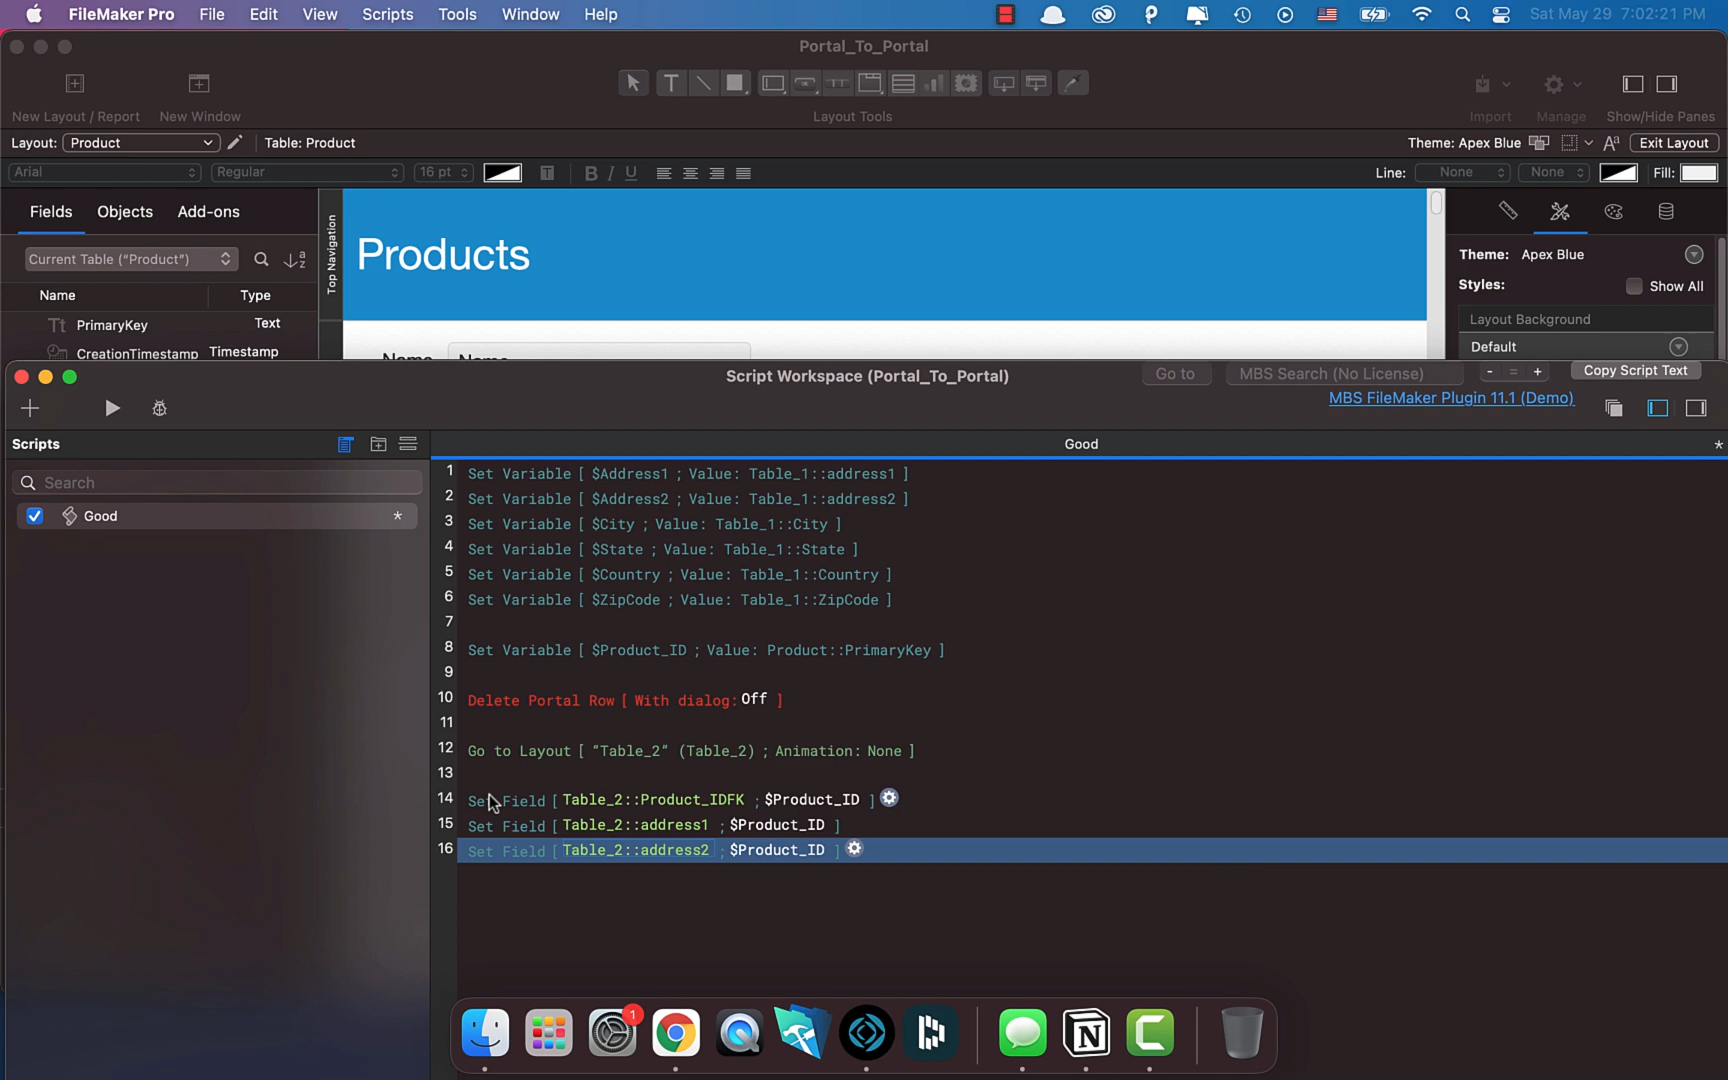 FileMaker Pro File Edit View Scripts Tools Window Help Sat May 29 7:02:21 PM
Portal_To_Portal
New Layout / Report New Window Layout Tools Import Manage Show/Hide Panes
Layout: Product Table: Product Theme: Apex Blue Aa Exit Layout
Arial Regular 16 pt T B I U Line: None None Fill:
Fields Objects Add-ons
Current Table (“Product”)
Name Type
Tt PrimaryKey Text
CreationTimestamp Timestamp
Top Navigation
Products
Name Name
Theme: Apex Blue
Styles: Show All
Layout Background
Default
Script Workspace (Portal_To_Portal) Go to MBS Search (No License) - = + Copy Script Text
MBS FileMaker Plugin 11.1 (Demo)
Scripts
Search
Good *
Good *
1 Set Variable [ $Address1 ; Value: Table_1::address1 ]
2 Set Variable [ $Address2 ; Value: Table_1::address2 ]
3 Set Variable [ $City ; Value: Table_1::City ]
4 Set Variable [ $State ; Value: Table_1::State ]
5 Set Variable [ $Country ; Value: Table_1::Country ]
6 Set Variable [ $ZipCode ; Value: Table_1::ZipCode ]
7
8 Set Variable [ $Product_ID ; Value: Product::PrimaryKey ]
9
10 Delete Portal Row [ With dialog: Off ]
11
12 Go to Layout [ “Table_2” (Table_2) ; Animation: None ]
13
14 Set Field [ Table_2::Product_IDFK ; $Product_ID ]
15 Set Field [ Table_2::address1 ; $Product_ID ]
16 Set Field [ Table_2::address2 ; $Product_ID ]
1